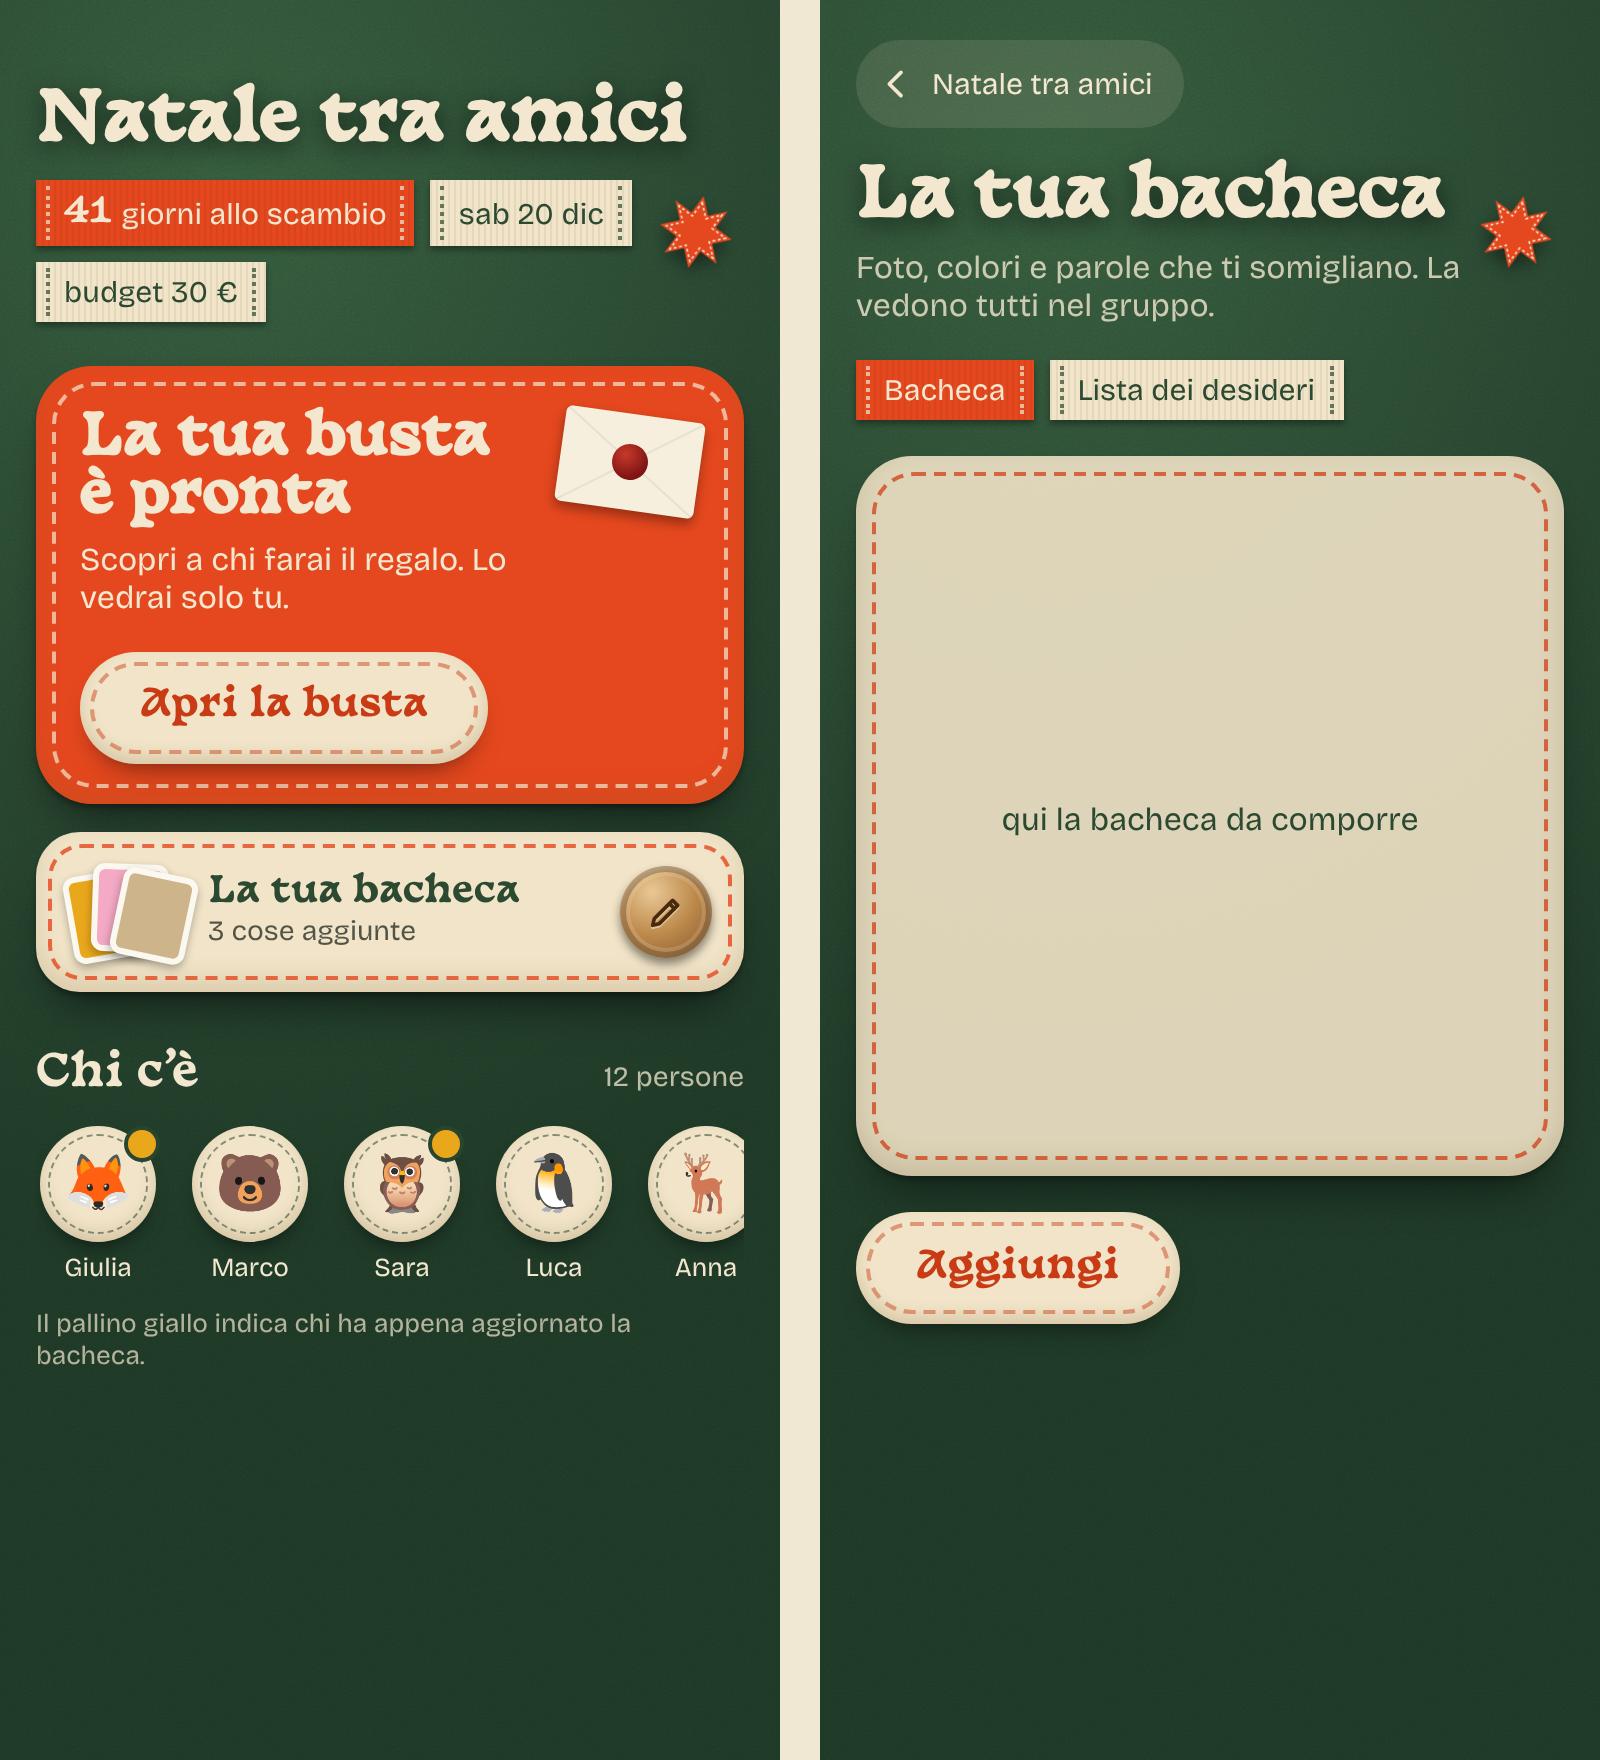 Natale tra amici
41 giorni allo scambio
sab 20 dic
budget 30 €
La tua busta
è pronta
Scopri a chi farai il regalo. Lo
vedrai solo tu.
Apri la busta
La tua bacheca
3 cose aggiunte
Chi c’è
12 persone
Giulia
Marco
Sara
Luca
Anna
Il pallino giallo indica chi ha appena aggiornato la
bacheca.
Natale tra amici
La tua bacheca
Foto, colori e parole che ti somigliano. La
vedono tutti nel gruppo.
Bacheca
Lista dei desideri
qui la bacheca da comporre
Aggiungi